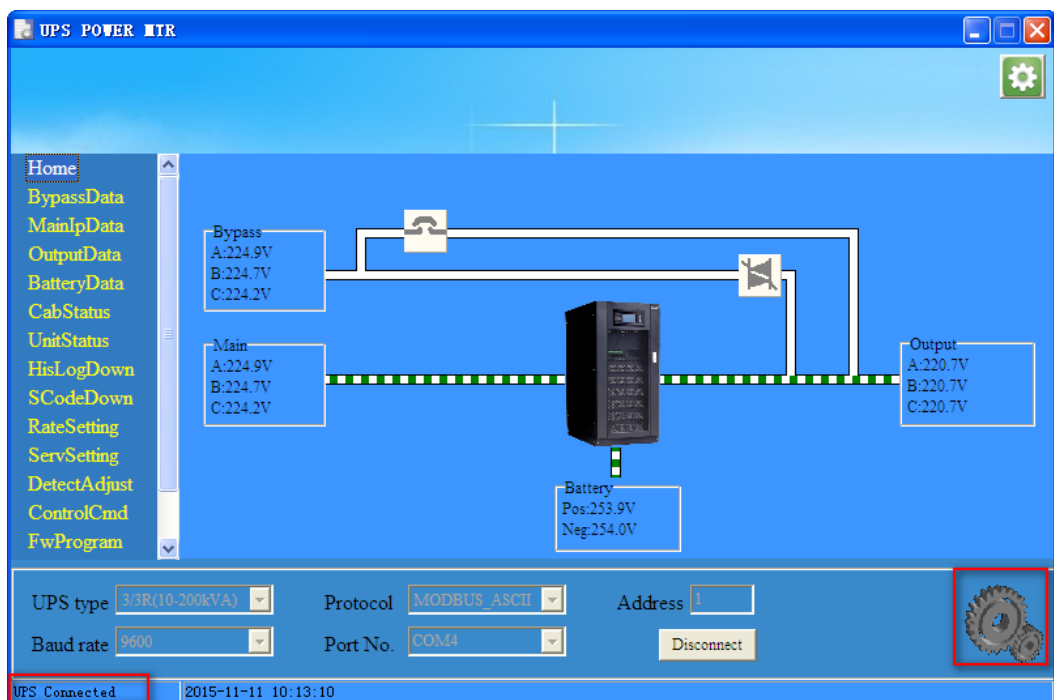 UPS POWER MTR
Home
BypassData
MainIpData
OutputData
BatteryData
CabStatus
UnitStatus
HisLogDown
SCodeDown
RateSetting
ServSetting
DetectAdjust
ControlCmd
FwProgram
Bypass
A:224.9V
B:224.7V
C:224.2V
Main
A:224.9V
B:224.7V
C:224.2V
Output
A:220.7V
B:220.7V
C:220.7V
Battery
Pos:253.9V
Neg:254.0V
UPS type 3/3R(10-200kVA) Protocol MODBUS_ASCII Address 1
Baud rate 9600 Port No. COM4 Disconnect
UPS Connected 2015-11-11 10:13:10